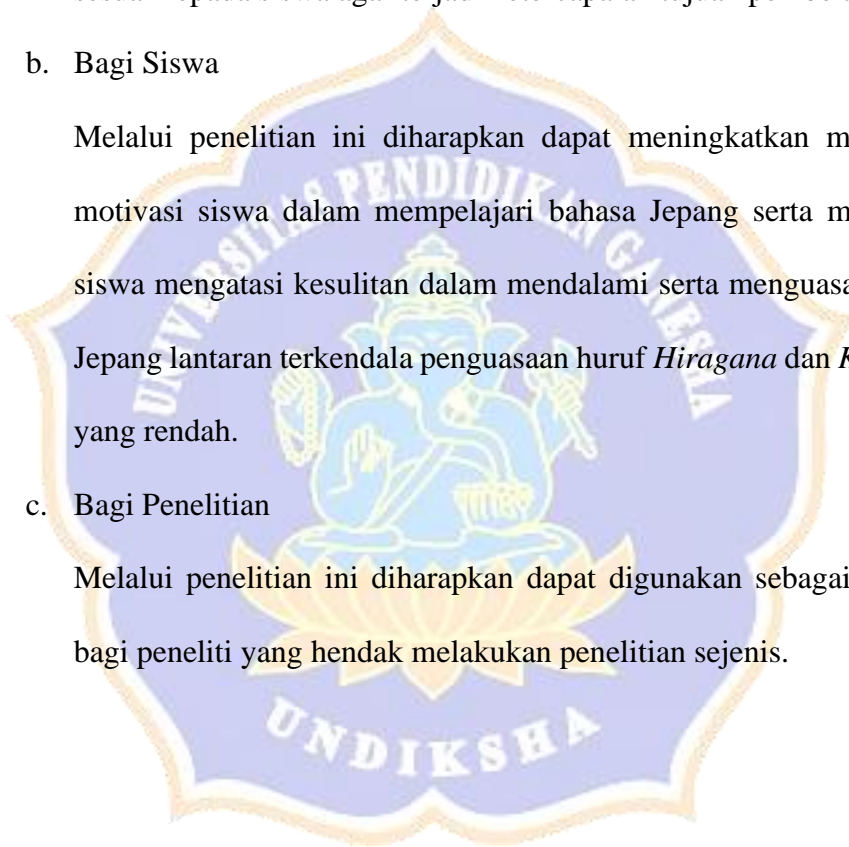 b. Bagi Siswa
Melalui penelitian ini diharapkan dapat meningkatkan m
motivasi siswa dalam mempelajari bahasa Jepang serta m
siswa mengatasi kesulitan dalam mendalami serta menguasa
Jepang lantaran terkendala penguasaan huruf Hiragana dan K
yang rendah.
c. Bagi Penelitian
Melalui penelitian ini diharapkan dapat digunakan sebagai
bagi peneliti yang hendak melakukan penelitian sejenis.
UNIVERSITAS PENDIDIKAN GANESHA
UNDIKSHA